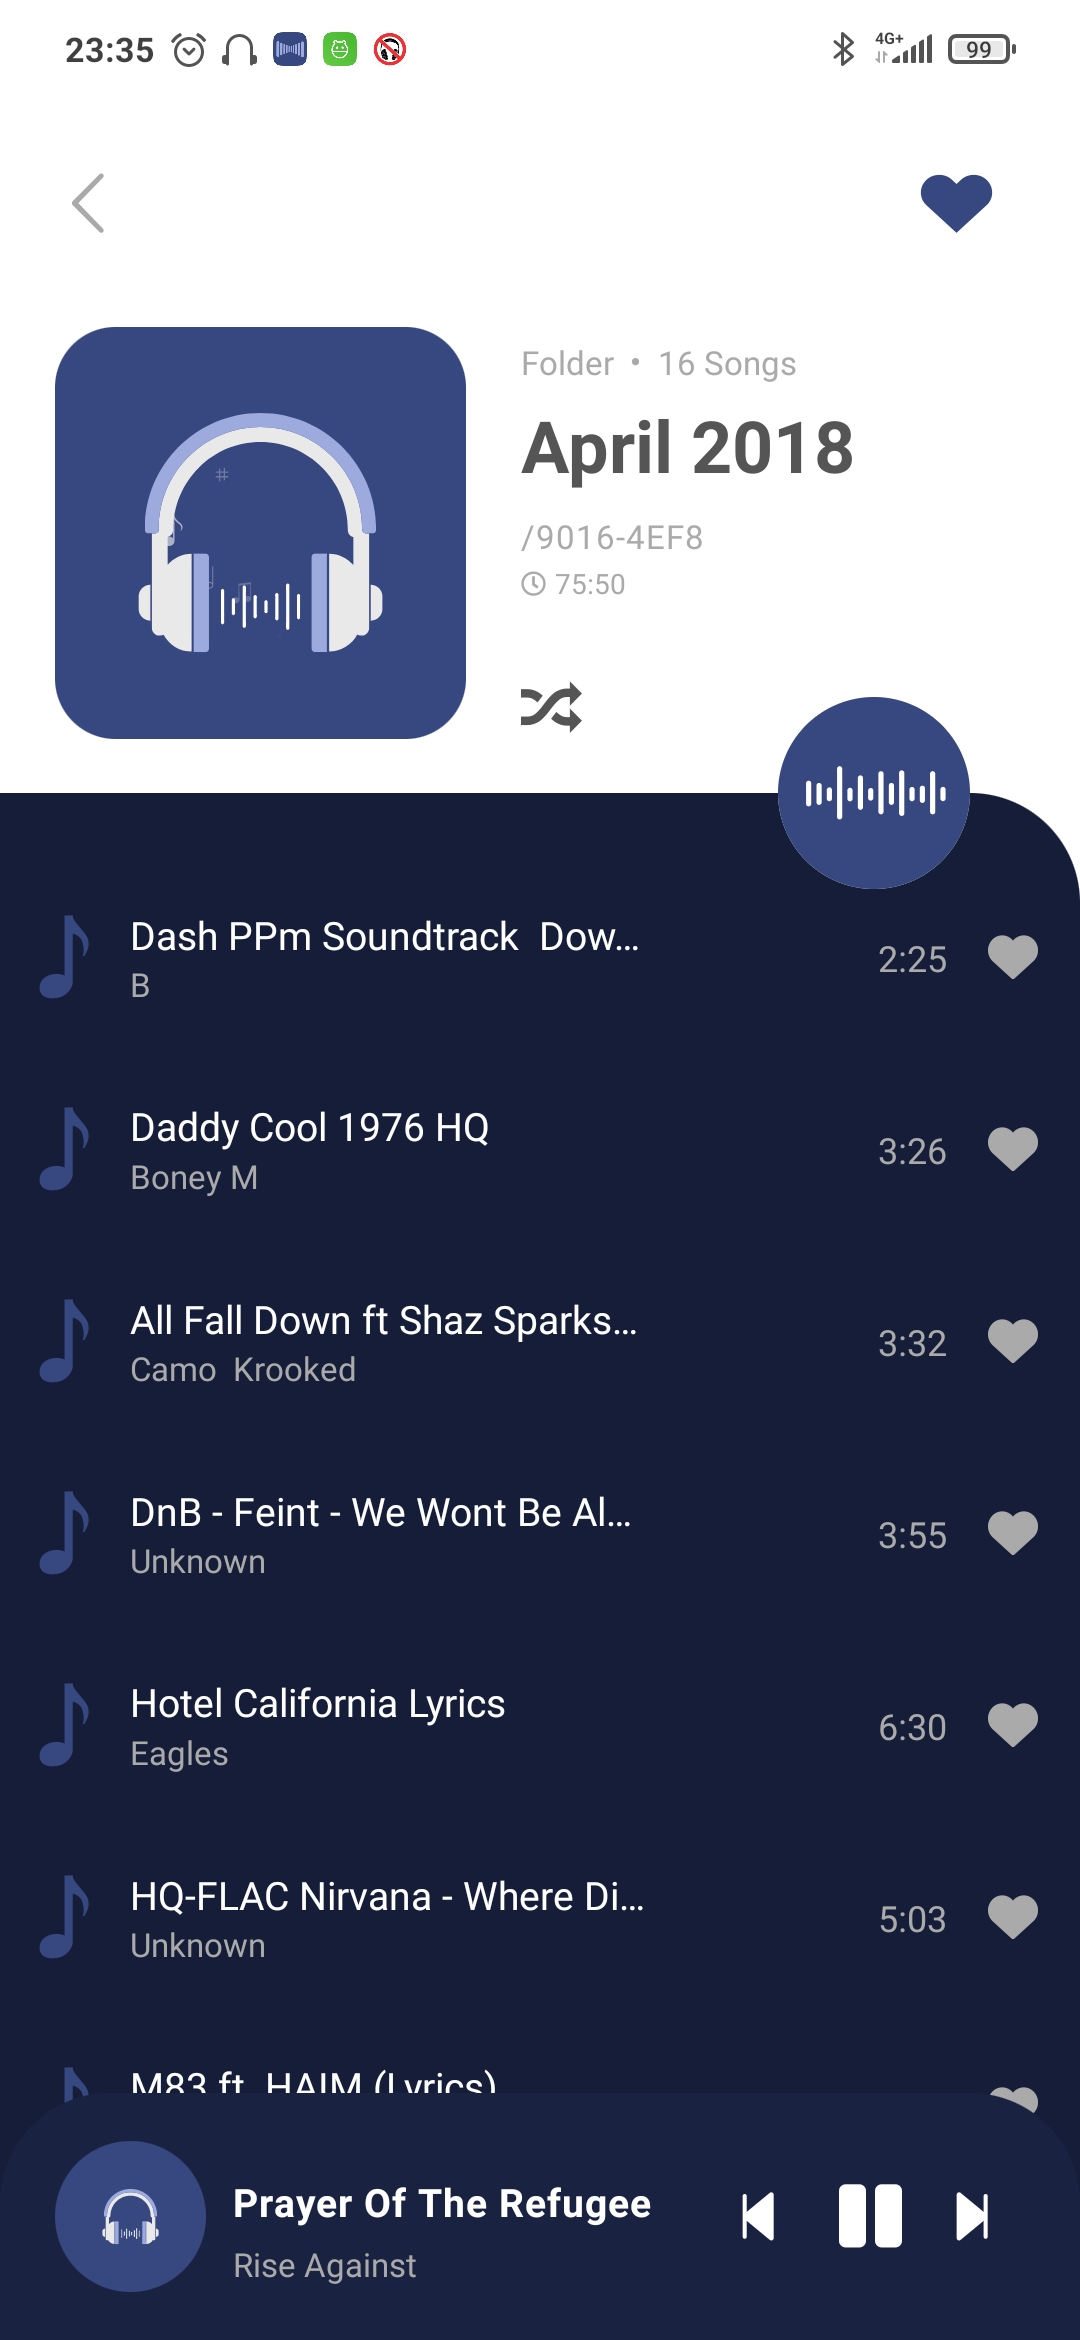 23:35
4G+
99
Folder • 16 Songs
April 2018
/9016-4EF8
75:50
Dash PPm Soundtrack  Dow...
2:25
B
Daddy Cool 1976 HQ
3:26
Boney M
All Fall Down ft Shaz Sparks...
3:32
Camo  Krooked
DnB - Feint - We Wont Be Al...
3:55
Unknown
Hotel California Lyrics
6:30
Eagles
HQ-FLAC Nirvana - Where Di...
5:03
Unknown
M83 ft  HAIM (Lyrics)
Prayer Of The Refugee
Rise Against